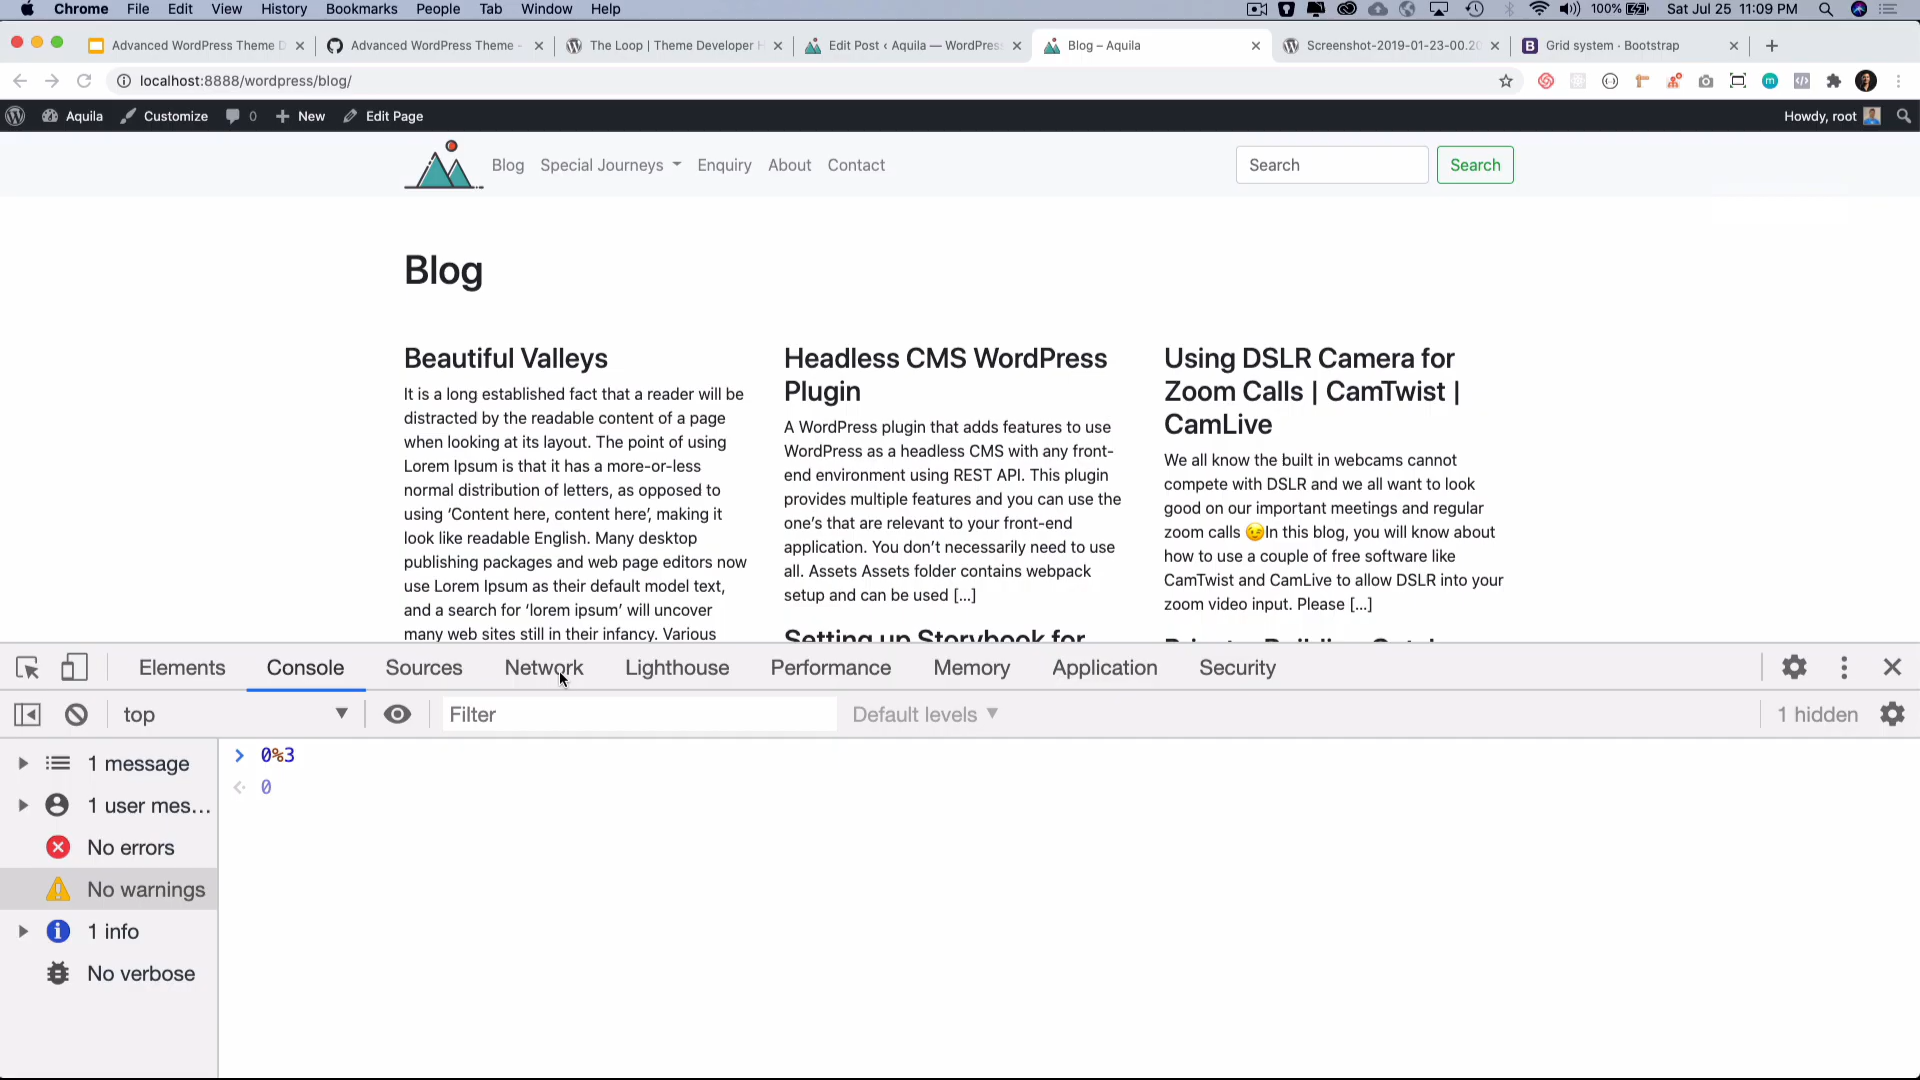 Chrome File Edit View History Bookmarks People Tab Window Help 100% Sat Jul 25 11:09 PM
Advanced WordPress Theme D Advanced WordPress Theme - The Loop | Theme Developer H Edit Post ‹ Aquila — WordPress Blog – Aquila Screenshot-2019-01-23-00.20 Grid system · Bootstrap
localhost:8888/wordpress/blog/
Aquila Customize 0 New Edit Page Howdy, root
Blog Special Journeys Enquiry About Contact Search Search
Blog
Beautiful Valleys
It is a long established fact that a reader will be
distracted by the readable content of a page
when looking at its layout. The point of using
Lorem Ipsum is that it has a more-or-less
normal distribution of letters, as opposed to
using ‘Content here, content here’, making it
look like readable English. Many desktop
publishing packages and web page editors now
use Lorem Ipsum as their default model text,
and a search for ‘lorem ipsum’ will uncover
many web sites still in their infancy. Various
Headless CMS WordPress
Plugin
A WordPress plugin that adds features to use
WordPress as a headless CMS with any front-
end environment using REST API. This plugin
provides multiple features and you can use the
one’s that are relevant to your front-end
application. You don’t necessarily need to use
all. Assets Assets folder contains webpack
setup and can be used [...]
Setting up Storybook for
Using DSLR Camera for
Zoom Calls | CamTwist |
CamLive
We all know the built in webcams cannot
compete with DSLR and we all want to look
good on our important meetings and regular
zoom calls 😉In this blog, you will know about
how to use a couple of free software like
CamTwist and CamLive to allow DSLR into your
zoom video input. Please [...]
Elements Console Sources Network Lighthouse Performance Memory Application Security
top Filter Default levels 1 hidden
1 message
1 user mes...
No errors
No warnings
1 info
No verbose
0%3
0